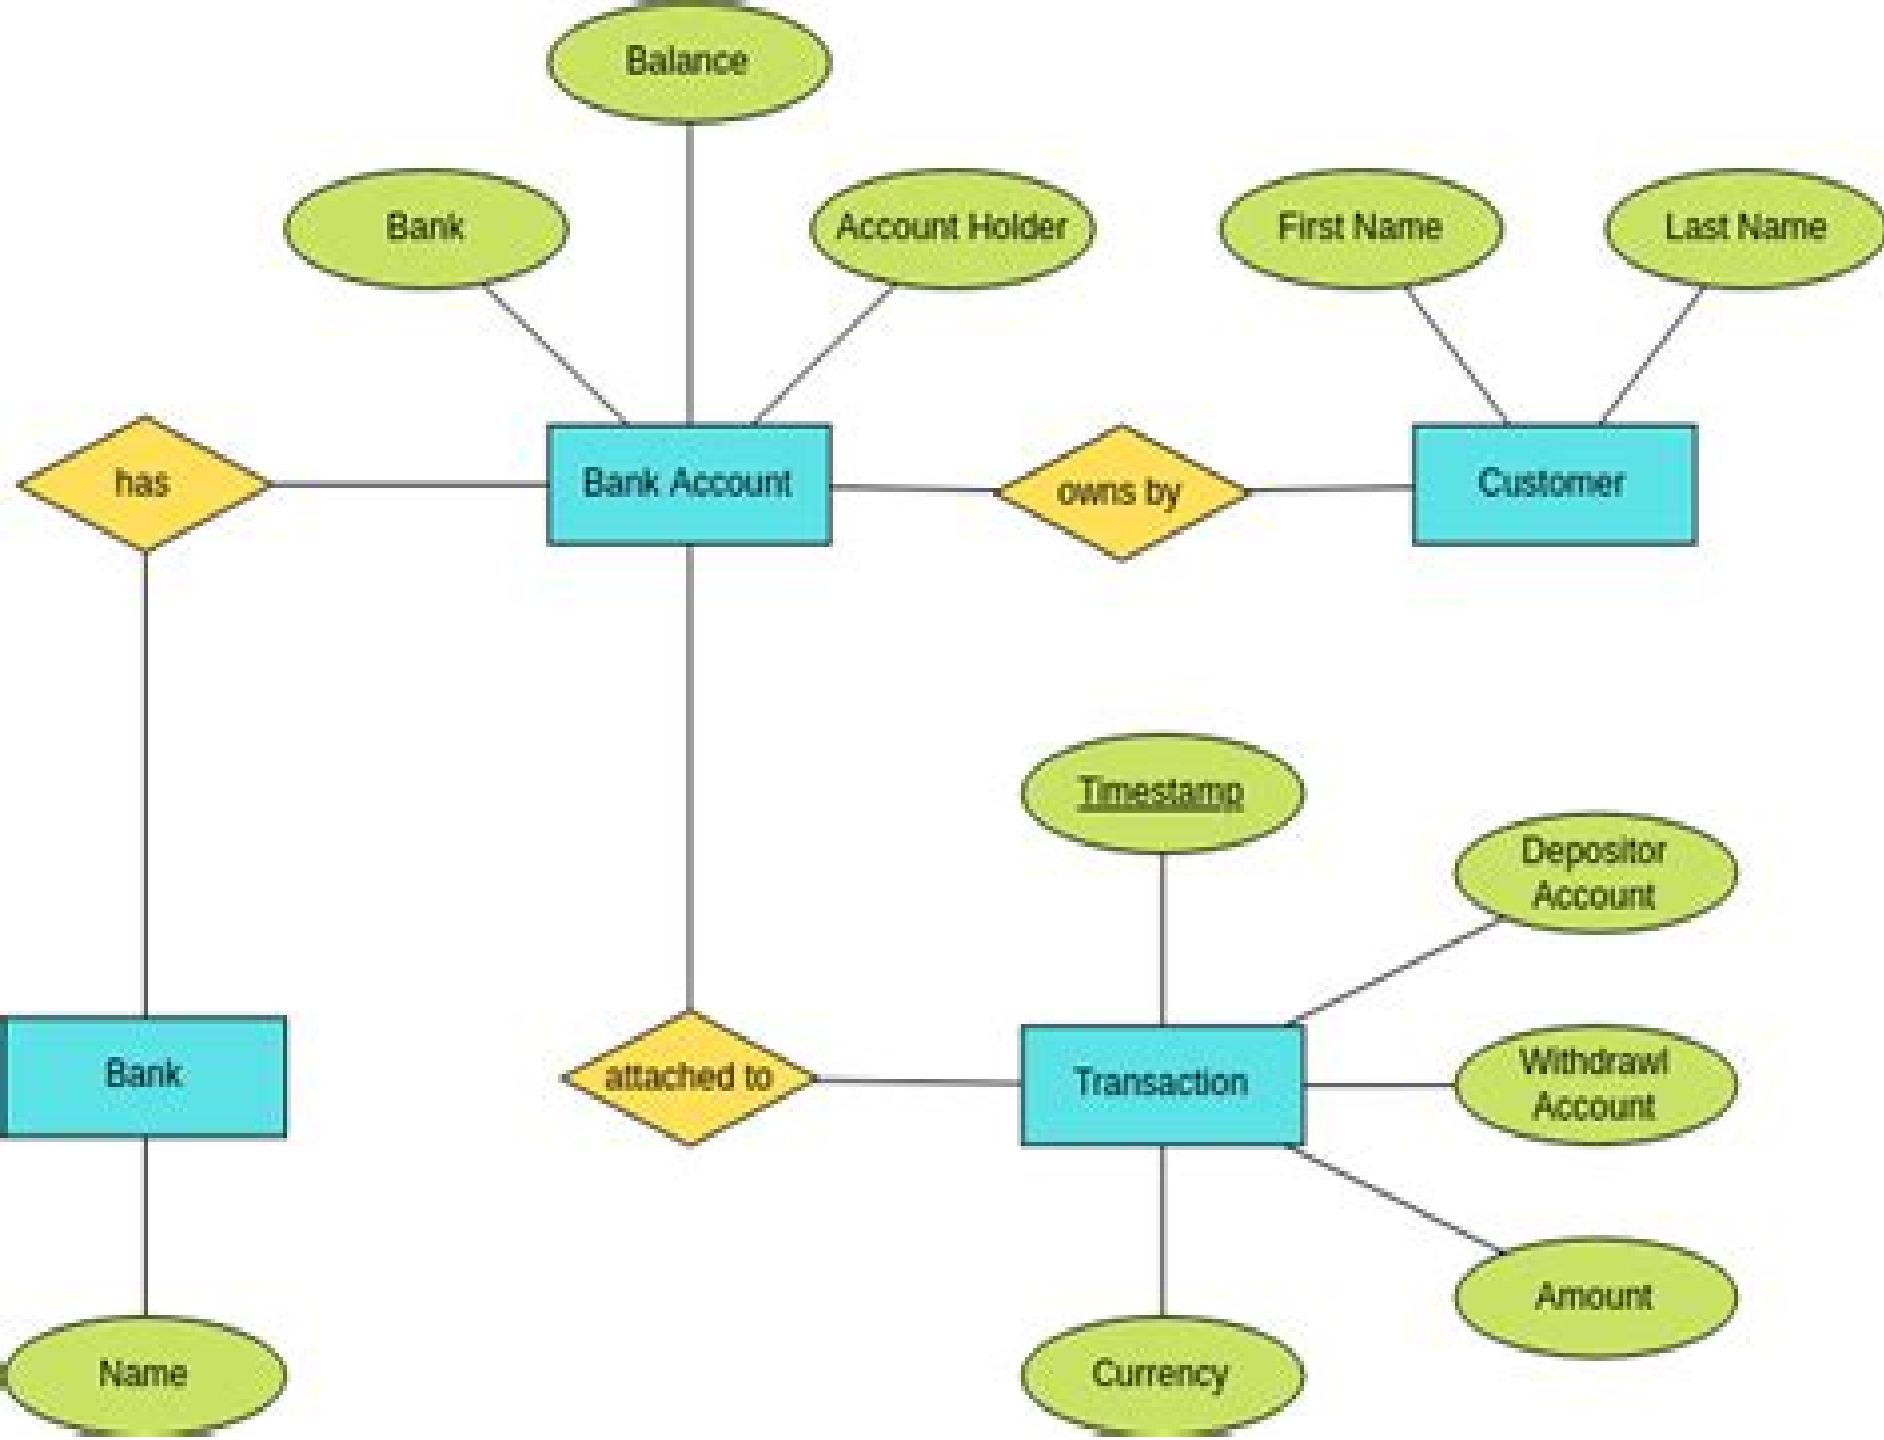 Balance
Bank
Account Holder
First Name
Last Name
has
Bank Account
owns by
Customer
Timestamp
Depositor
Account
Bank
attached to
Transaction
Withdrawl
Account
Amount
Name
Currency